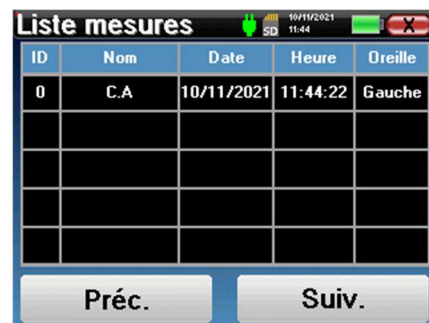 Liste mesures SD 10/11/2021 11:44 X
ID Nom Date Heure Oreille
0 C.A 10/11/2021 11:44:22 Gauche
Préc. Suiv.